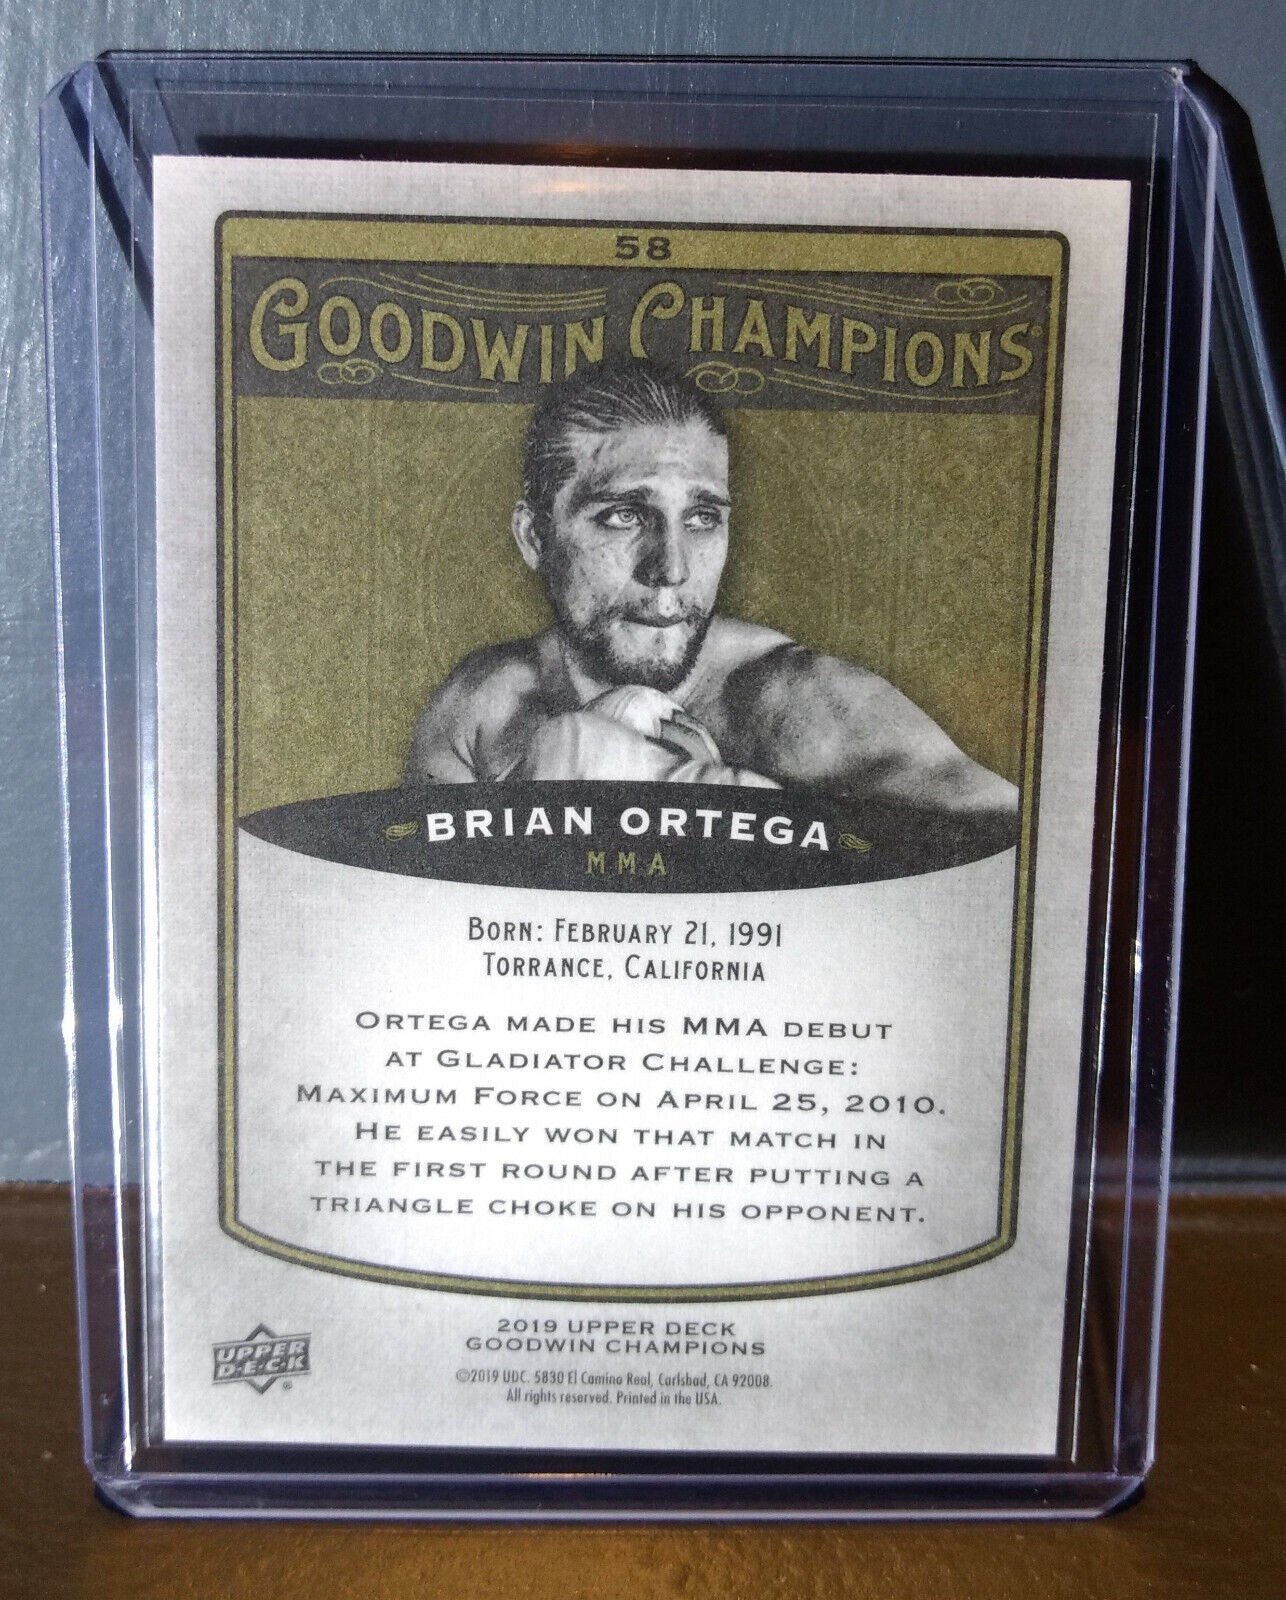 58
GOODWIN CHAMPIONS®
BRIAN ORTEGA
MMA
BORN: FEBRUARY 21, 1991
TORRANCE, CALIFORNIA
ORTEGA MADE HIS MMA DEBUT
AT GLADIATOR CHALLENGE:
MAXIMUM FORCE ON APRIL 25, 2010.
HE EASILY WON THAT MATCH IN
THE FIRST ROUND AFTER PUTTING A
TRIANGLE CHOKE ON HIS OPPONENT.
2019 UPPER DECK
GOODWIN CHAMPIONS
UPPER
D·E·C·K
®
©2019 UDC. 5830 El Camino Real, Carlsbad, CA 92008.
All rights reserved. Printed in the USA.